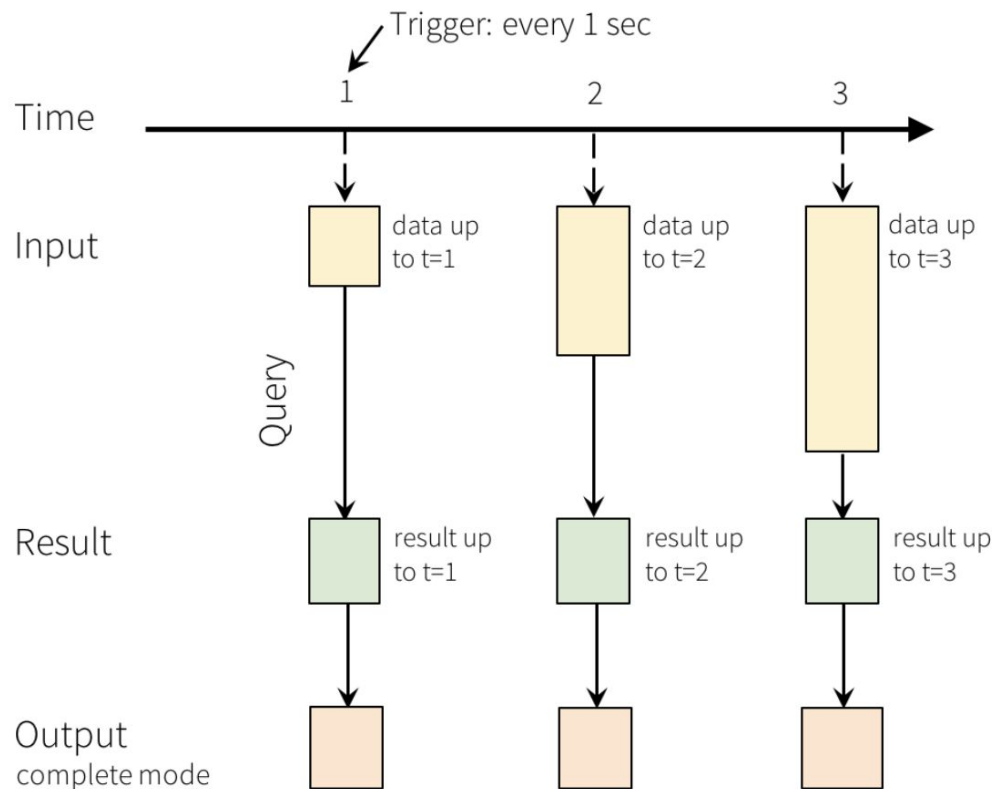 Trigger: every 1 sec
1
2
3
Time
Input
data up
to t=1
data up
to t=2
data up
to t=3
Query
Result
result up
to t=1
result up
to t=2
result up
to t=3
Output
complete mode